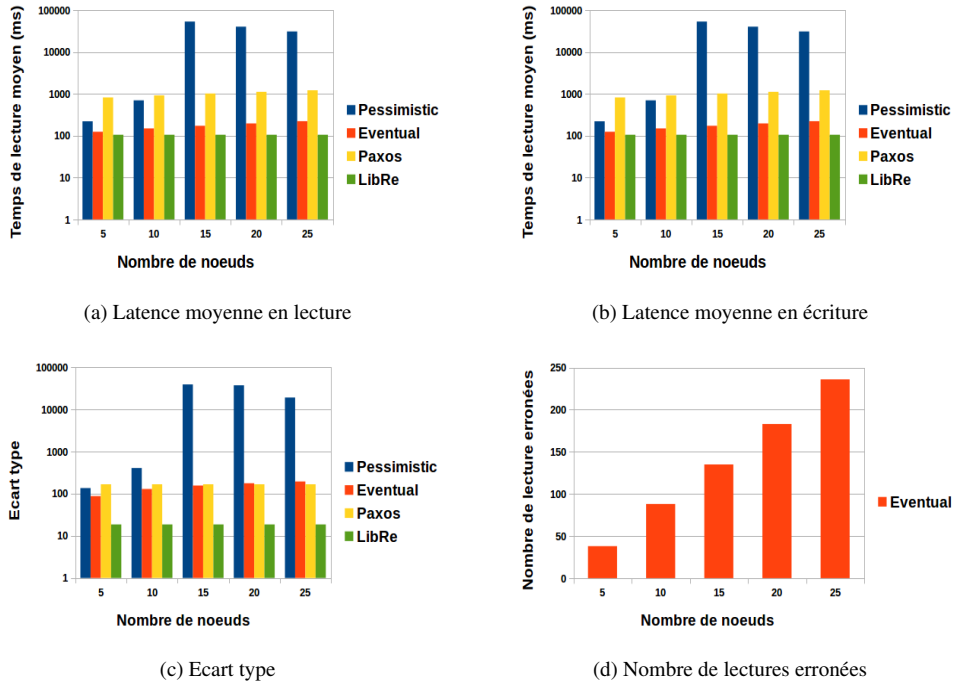 Temps de lecture moyen (ms)
100000
10000
1000
100
10
1
5 10 15 20 25
Nombre de noeuds
Pessimistic
Eventual
Paxos
LibRe
(a) Latence moyenne en lecture
Temps de lecture moyen (ms)
100000
10000
1000
100
10
1
5 10 15 20 25
Nombre de noeuds
Pessimistic
Eventual
Paxos
LibRe
(b) Latence moyenne en écriture
Ecart type
100000
10000
1000
100
10
1
5 10 15 20 25
Nombre de noeuds
Pessimistic
Eventual
Paxos
LibRe
(c) Ecart type
Nombre de lecture erronées
250
200
150
100
50
0
5 10 15 20 25
Nombre de noeuds
Eventual
(d) Nombre de lectures erronées